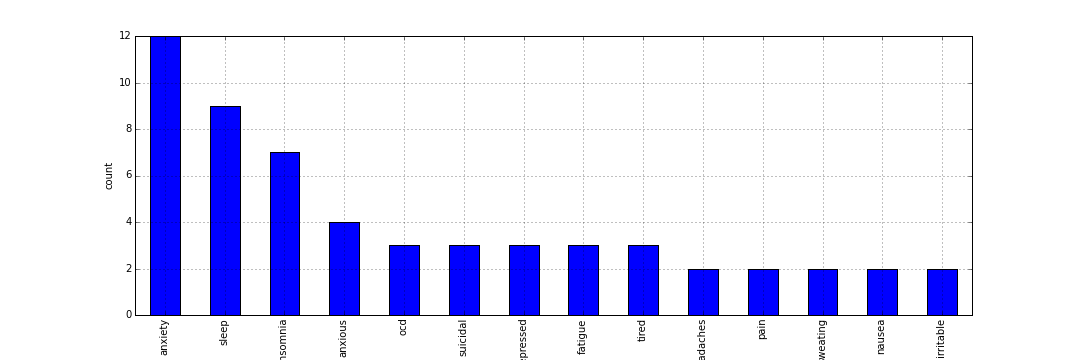 12
10
8
6
4
2
0
count
anxiety
sleep
nsomnia
anxious
ocd
suicidal
epressed
fatigue
tired
adaches
pain
weating
nausea
irritable